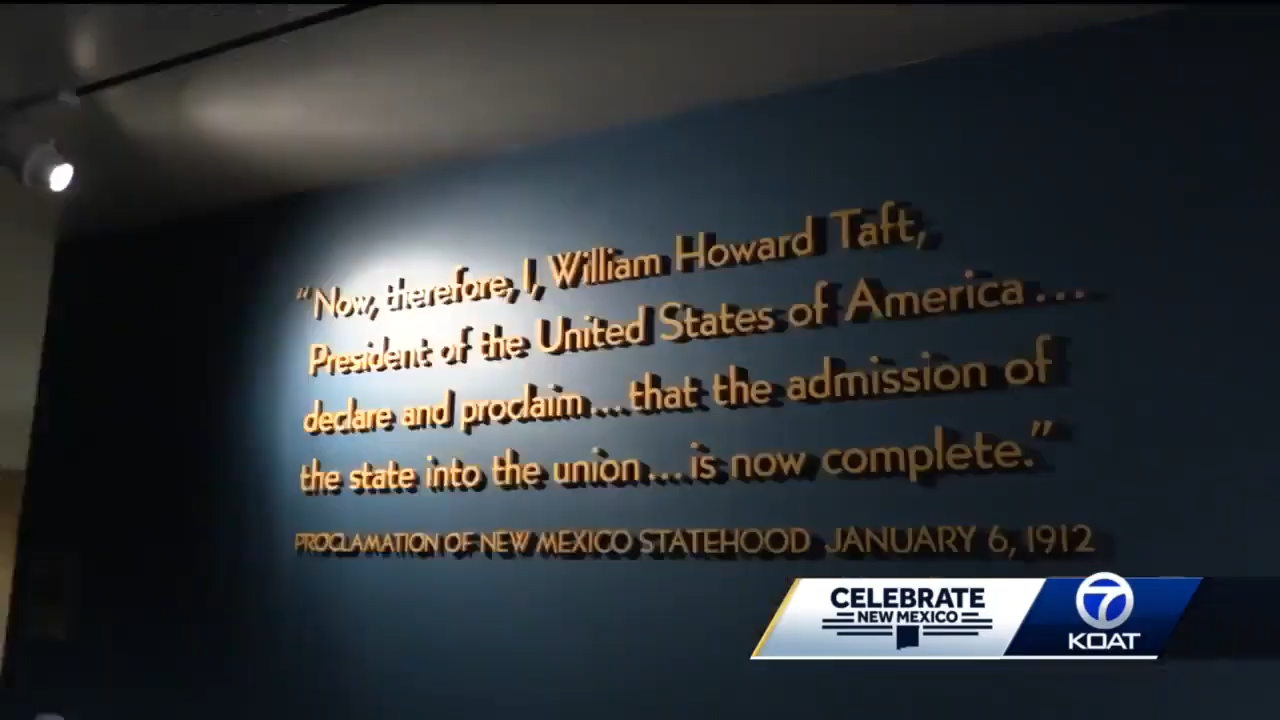 “Now, therefore, I, William Howard Taft,
President of the United States of America...
declare and proclaim...that the admission of
the state into the union...is now complete.”
PROCLAMATION OF NEW MEXICO STATEHOOD JANUARY 6, 1912
CELEBRATE
NEW MEXICO
7
KOAT